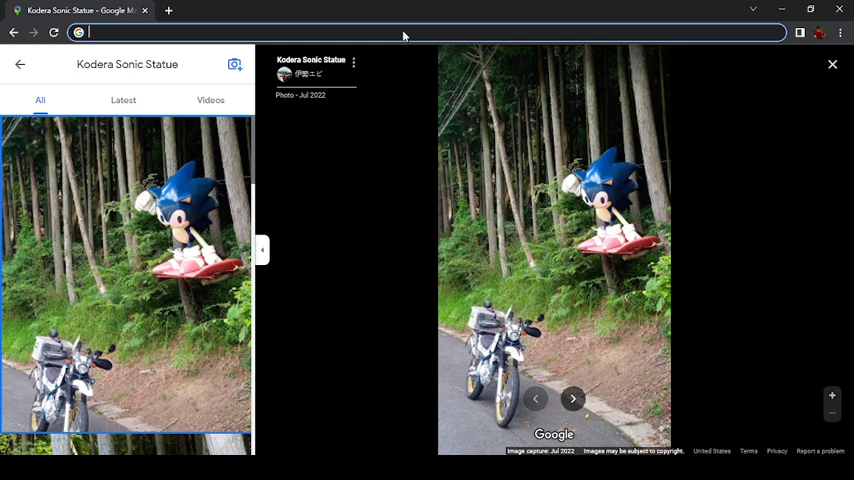 Kodera Sonic Statue - Google Ma
Kodera Sonic Statue
All
Latest
Videos
Kodera Sonic Statue
伊勢エビ
Photo - Jul 2022
Google
Image capture: Jul 2022 Images may be subject to copyright. United States Terms Privacy Report a problem